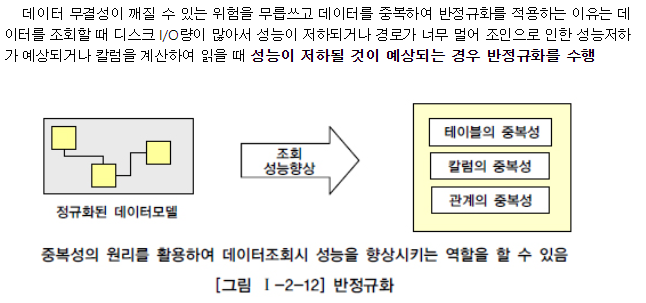 데이터 무결성이 깨질 수 있는 위험을 무릅쓰고 데이터를 중복하여 반정규화를 적용하는 이유는 데
이터를 조회할 때 디스크 I/O량이 많아서 성능이 저하되거나 경로가 너무 멀어 조인으로 인한 성능저하
가 예상되거나 칼럼을 계산하여 읽을 때 성능이 저하될 것이 예상되는 경우 반정규화를 수행
테이블의 중복성
조회
성능향상
칼럼의 중복성
관계의 중복성
정규화된 데이터모델
중복성의 원리를 활용하여 데이터조회시 성능을 향상시키는 역할을 할 수 있음
[그림 Ⅰ-2-12] 반정규화